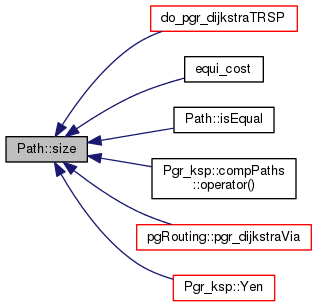 do_pgr_dijkstraTRSP
equi_cost
Path::isEqual
Path::size
Pgr_ksp::compPaths
::operator()
pgRouting::pgr_dijkstraVia
Pgr_ksp::Yen